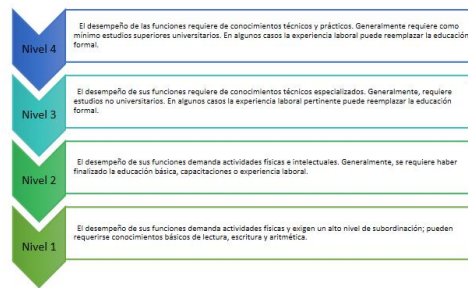 Nivel 4
El desempeño de las funciones requiere de conocimientos técnicos y prácticos. Generalmente requiere como
mínimo estudios superiores universitarios. En algunos casos la experiencia laboral puede reemplazar la educación
formal.
Nivel 3
El desempeño de sus funciones requiere de conocimientos técnicos especializados. Generalmente, requiere
estudios no universitarios. En algunos casos la experiencia laboral pertinente puede reemplazar la educación
formal.
Nivel 2
El desempeño de sus funciones demanda actividades físicas e intelectuales. Generalmente, se requiere haber
finalizado la educación básica, capacitaciones o experiencia laboral.
Nivel 1
El desempeño de sus funciones demanda actividades físicas y exigen un alto nivel de subordinación; pueden
requerirse conocimientos básicos de lectura, escritura y aritmética.